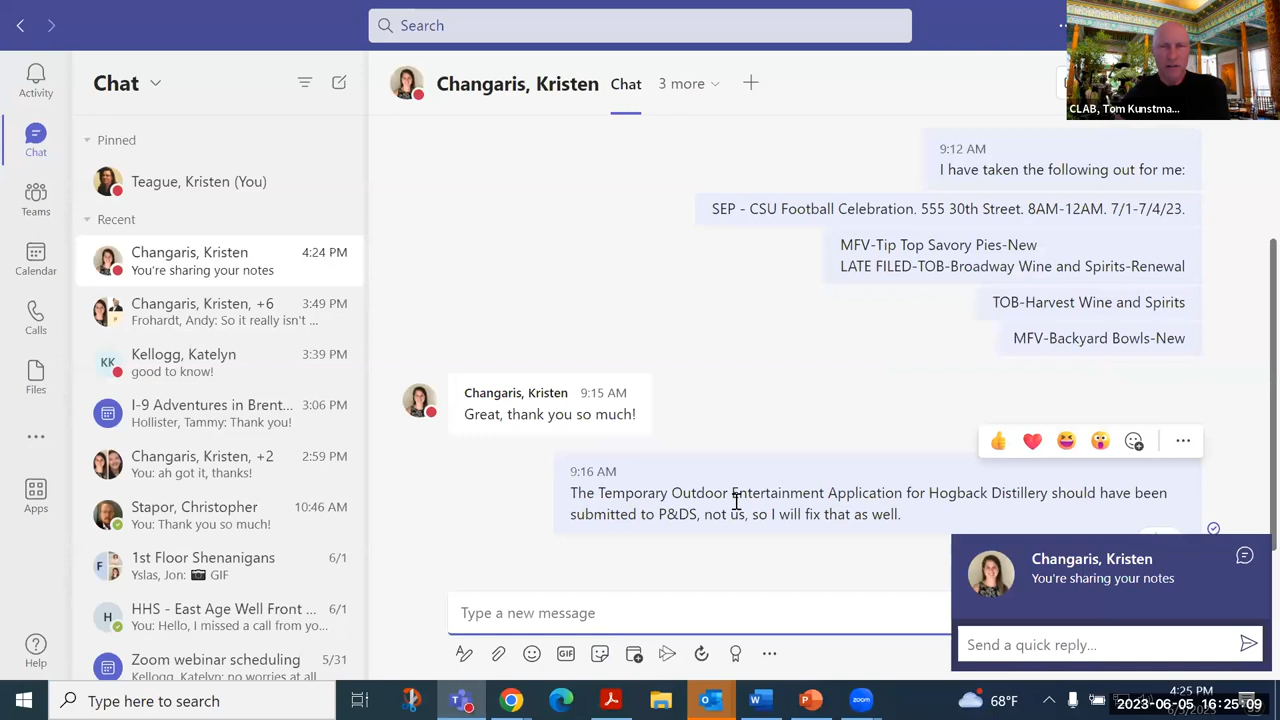 Search
CLAB, Tom Kunstma...
Activity
Chat
Teams
Calendar
Calls
Files
Apps
Help
Chat
Pinned
Teague, Kristen (You)
Recent
Changaris, Kristen 4:24 PM
You're sharing your notes
Changaris, Kristen, +6 3:49 PM
Frohardt, Andy: So it really isn't ...
KK
Kellogg, Katelyn 3:39 PM
good to know!
I-9 Adventures in Brent... 3:06 PM
Hollister, Tammy: Thank you!
Changaris, Kristen, +2 2:59 PM
You: ah got it, thanks!
Stapor, Christopher 10:46 AM
You: Thank you so much!
1st Floor Shenanigans 6/1
Yslas, Jon: GIF
H
HHS - East Age Well Front ... 6/1
You: Hello, I missed a call from yo...
Zoom webinar scheduling 5/31
Kellogg, Katelyn: no worries at all
Changaris, Kristen Chat 3 more
9:12 AM
I have taken the following out for me:
SEP - CSU Football Celebration. 555 30th Street. 8AM-12AM. 7/1-7/4/23.
MFV-Tip Top Savory Pies-New
LATE FILED-TOB-Broadway Wine and Spirits-Renewal
TOB-Harvest Wine and Spirits
MFV-Backyard Bowls-New
Changaris, Kristen 9:15 AM
Great, thank you so much!
9:16 AM
The Temporary Outdoor Entertainment Application for Hogback Distillery should have been
submitted to P&DS, not us, so I will fix that as well.
Type a new message
GIF
Changaris, Kristen
You're sharing your notes
Send a quick reply...
Type here to search
zoom
68°F
4:25 PM
2023-06-05 16:25:09